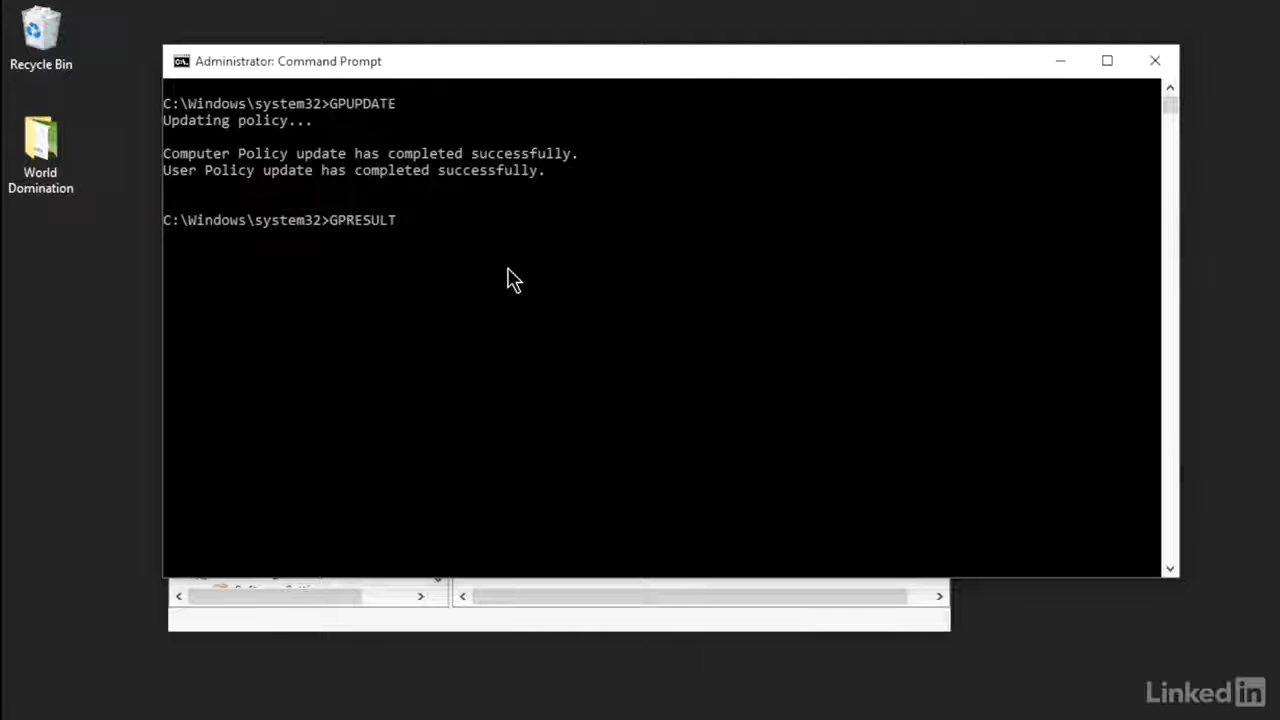 Recycle Bin
World
Domination
Administrator: Command Prompt
C:\Windows\system32>GPUPDATE
Updating policy...
Computer Policy update has completed successfully.
User Policy update has completed successfully.
C:\Windows\system32>GPRESULT
Linked in